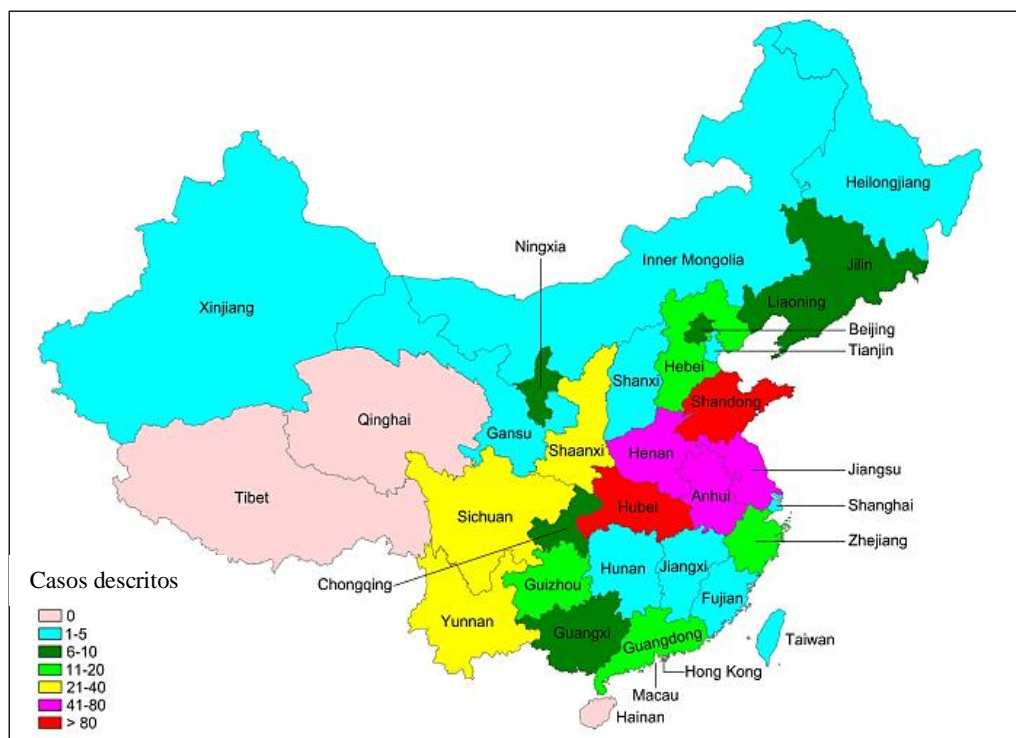 Heilongjiang
Ningxia
Inner Mongolia
Jilin
Xinjiang
Liaoning
Beijing
Tianjin
Hebei
Shanxi
Shandong
Qinghai
Gansu
Shaanxi
Henan
Jiangsu
Tibet
Sichuan
Hubei
Anhui
Shanghai
Zhejiang
Chongqing
Hunan
Jiangxi
Guizhou
Fujian
Yunnan
Guangxi
Guangdong
Taiwan
Hong Kong
Macau
Hainan
Casos descritos
0
1-5
6-10
11-20
21-40
41-80
> 80